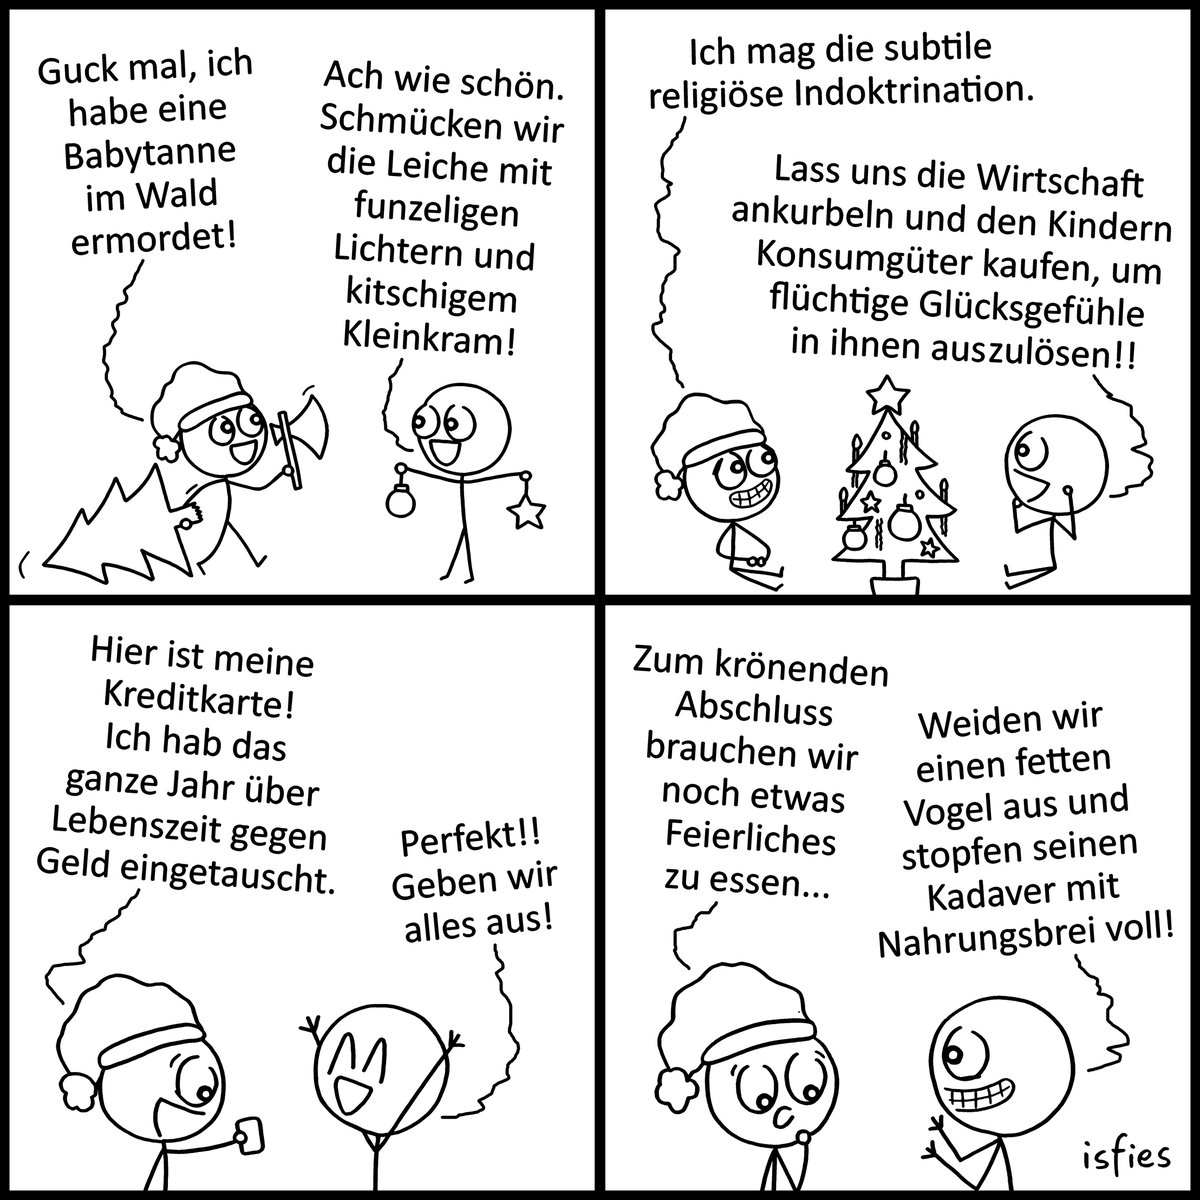 Guck mal, ich
habe eine
Babytanne
im Wald
ermordet!
Ach wie schön.
Schmücken wir
die Leiche mit
funzeligen
Lichtern und
kitschigem
Kleinkram!
Ich mag die subtile
religiöse Indoktrination.
Lass uns die Wirtschaft
ankurbeln und den Kindern
Konsumgüter kaufen, um
flüchtige Glücksgefühle
in ihnen auszulösen!!
Hier ist meine
Kreditkarte!
Ich hab das
ganze Jahr über
Lebenszeit gegen
Geld eingetauscht.
Perfekt!!
Geben wir
alles aus!
Zum krönenden
Abschluss
brauchen wir
noch etwas
Feierliches
zu essen...
Weiden wir
einen fetten
Vogel aus und
stopfen seinen
Kadaver mit
Nahrungsbrei voll!
isfies